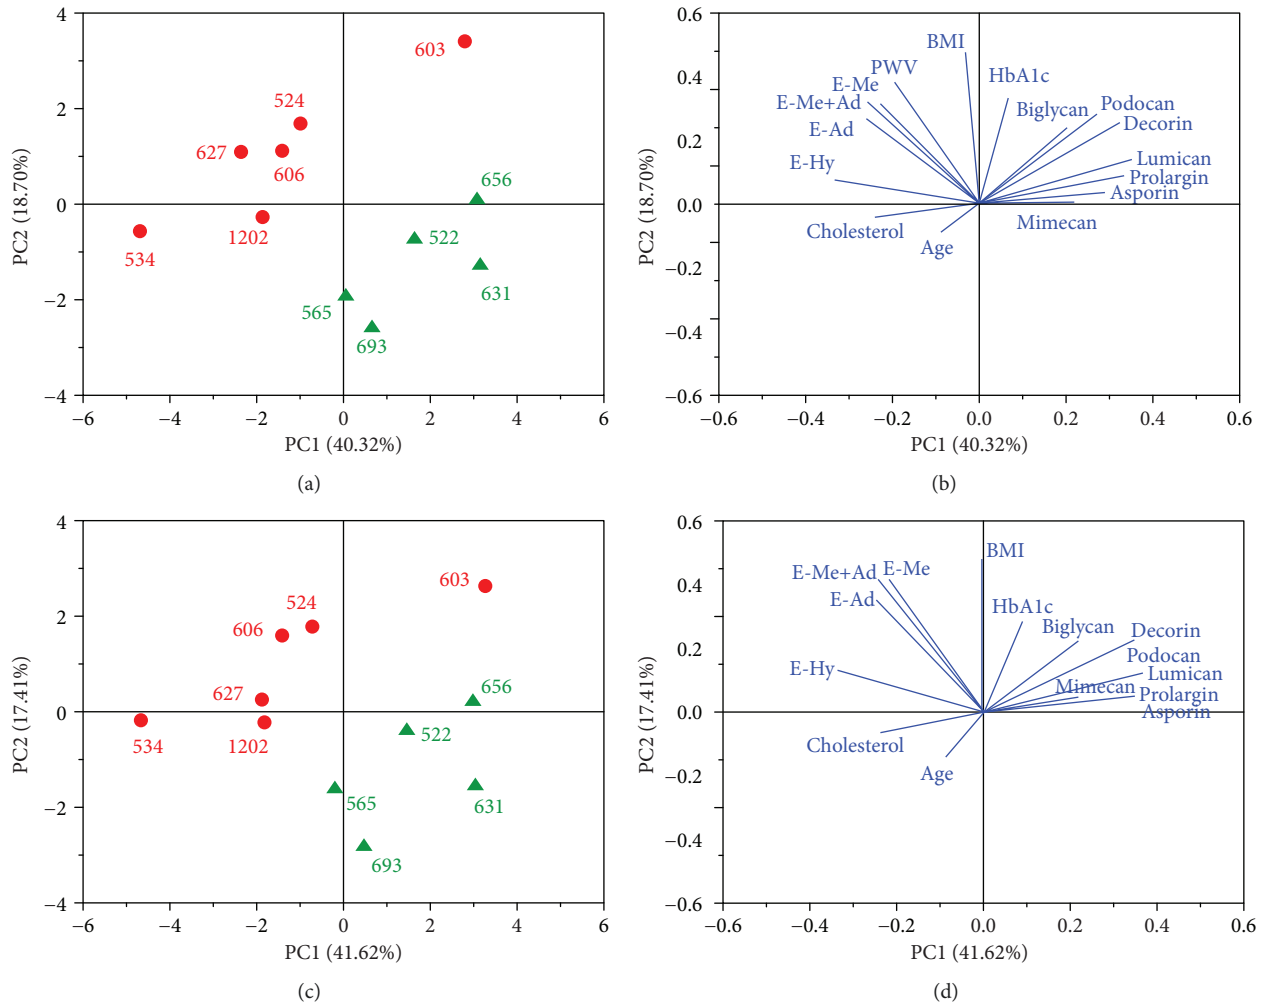 4
2
0
−2
−4
PC2 (18.70%)
603
524
627
606
656
1202
522
534
631
565
693
−6
−4
−2
0
2
4
6
PC1 (40.32%)
(a)
0.6
0.4
0.2
0.0
−0.2
−0.4
−0.6
PC2 (18.70%)
BMI
PWV
HbA1c
E-Me
E-Me+Ad
Biglycan
Podocan
E-Ad
Decorin
E-Hy
Lumican
Prolargin
Asporin
Cholesterol
Mimecan
Age
−0.6
−0.4
−0.2
0.0
0.2
0.4
0.6
PC1 (40.32%)
(b)
4
2
0
−2
−4
PC2 (17.41%)
603
524
606
627
656
534
1202
522
565
631
693
−6
−4
−2
0
2
4
6
PC1 (41.62%)
(c)
0.6
0.4
0.2
0.0
−0.2
−0.4
−0.6
PC2 (17.41%)
BMI
E-Me+Ad
E-Me
E-Ad
HbA1c
Biglycan
Decorin
Podocan
E-Hy
Lumican
Mimecan
Prolargin
Asporin
Cholesterol
Age
−0.6
−0.4
−0.2
0.0
0.2
0.4
0.6
PC1 (41.62%)
(d)